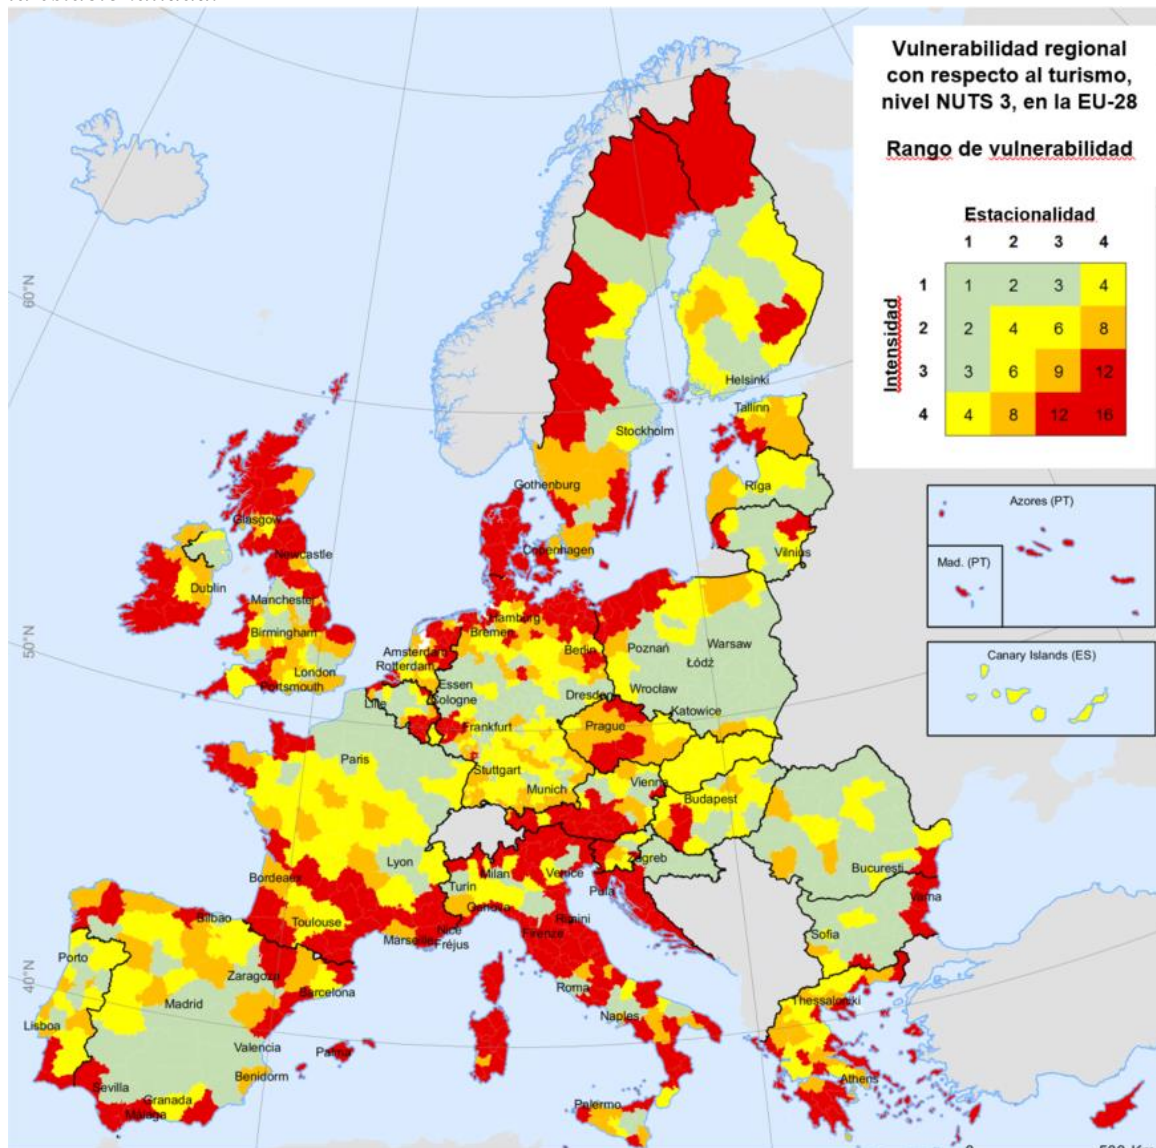 Vulnerabilidad regional
con respecto al turismo,
nivel NUTS 3, en la EU-28
Rango de vulnerabilidad
Estacionalidad
1 2 3 4
Intensidad
1 1 2 3 4
2 2 4 6 8
3 3 6 9 12
4 4 8 12 16
60°N
50°N
40°N
Helsinki
Tallinn
Stockholm
Gothenburg
Rīga
Glasgow
Newcastle
Copenhagen
Vilnius
Dublin
Manchester
Birmingham
Hamburg
Bremen
Amsterdam
Rotterdam
Berlin
Poznań
Warsaw
Łódź
London
Portsmouth
Essen
Cologne
Lille
Dresden
Wrocław
Katowice
Frankfurt
Prague
Paris
Stuttgart
Munich
Vienna
Budapest
Lyon
Milan
Venice
Zagreb
Turin
Genova
Pula
Bucuresti
Varna
Bordeaux
Toulouse
Marseille
Nice
Fréjus
Firenze
Rimini
Sofia
Bilbao
Porto
Zaragoza
Barcelona
Madrid
Roma
Naples
Thessaloniki
Lisboa
Valencia
Palma
Benidorm
Sevilla
Granada
Málaga
Palermo
Athens
Azores (PT)
Mad. (PT)
Canary Islands (ES)